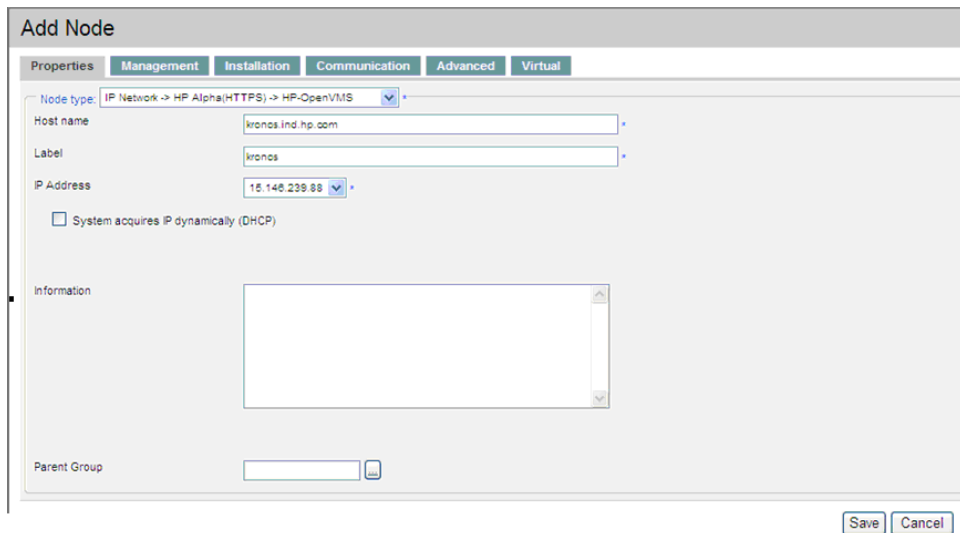 Add Node
Properties Management Installation Communication Advanced Virtual
Node type: IP Network -> HP Alpha(HTTPS) -> HP-OpenVMS *
Host name kronos.ind.hp.com *
Label kronos *
IP Address 15.146.239.88 *
System acquires IP dynamically (DHCP)
Information
Parent Group ...
Save Cancel